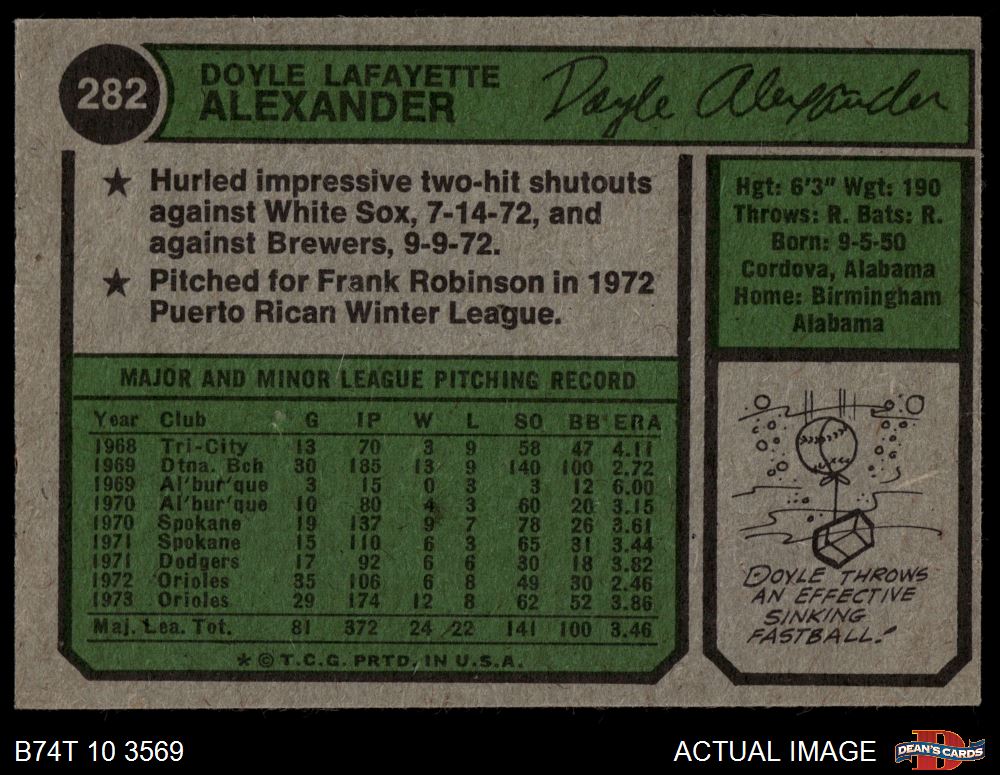 282
DOYLE LAFAYETTE
ALEXANDER
Doyle Alexander
★ Hurled impressive two-hit shutouts
against White Sox, 7-14-72, and
against Brewers, 9-9-72.
★ Pitched for Frank Robinson in 1972
Puerto Rican Winter League.
Hgt: 6'3" Wgt: 190
Throws: R. Bats: R.
Born: 9-5-50
Cordova, Alabama
Home: Birmingham
Alabama
MAJOR AND MINOR LEAGUE PITCHING RECORD
Year Club G IP W L SO BB ERA
1968 Tri-City 13 70 3 9 58 47 4.11
1969 Dtna. Bch 30 185 13 9 140 100 2.72
1969 Al'bur'que 3 15 0 3 3 12 6.00
1970 Al'bur'que 10 80 4 3 60 20 3.15
1970 Spokane 19 137 9 7 78 26 3.61
1971 Spokane 15 110 6 3 65 31 3.44
1971 Dodgers 17 92 6 6 30 18 3.82
1972 Orioles 35 106 6 8 49 30 2.46
1973 Orioles 29 174 12 8 62 52 3.86
Maj. Lea. Tot. 81 372 24 22 141 100 3.46
* © T.C.G. PRTD. IN U.S.A.
DOYLE THROWS
AN EFFECTIVE
SINKING
FASTBALL.
B74T 10 3569
ACTUAL IMAGE
DEAN'S CARDS